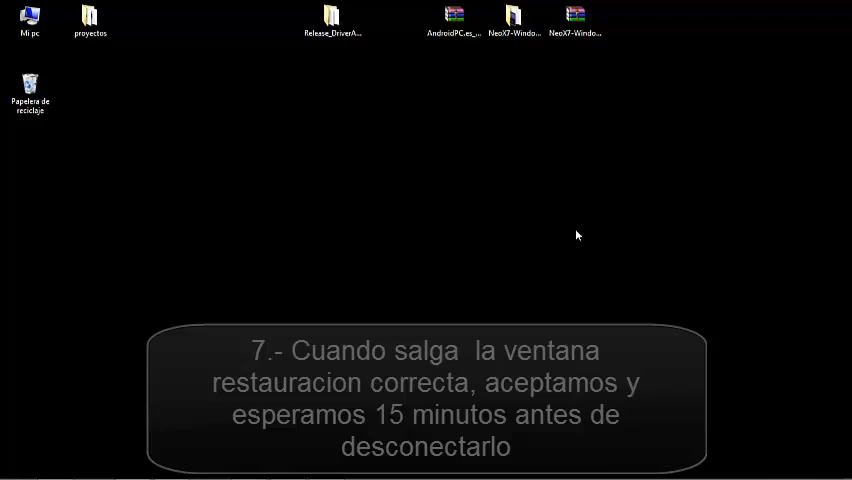 Mi pc
proyectos
Release_DriverA...
AndroidPC.es_...
NeoX7-Windo...
NeoX7-Windo...
Papelera de
reciclaje
7.- Cuando salga la ventana
restauracion correcta, aceptamos y
esperamos 15 minutos antes de
desconectarlo